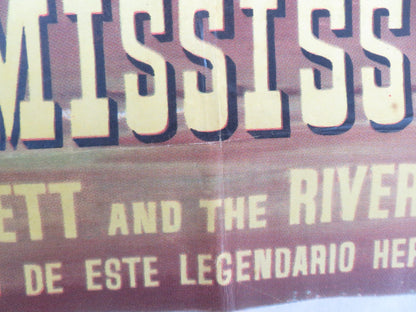 MISSISS
ETT AND THE RIVER
DE ESTE LEGENDARIO HER